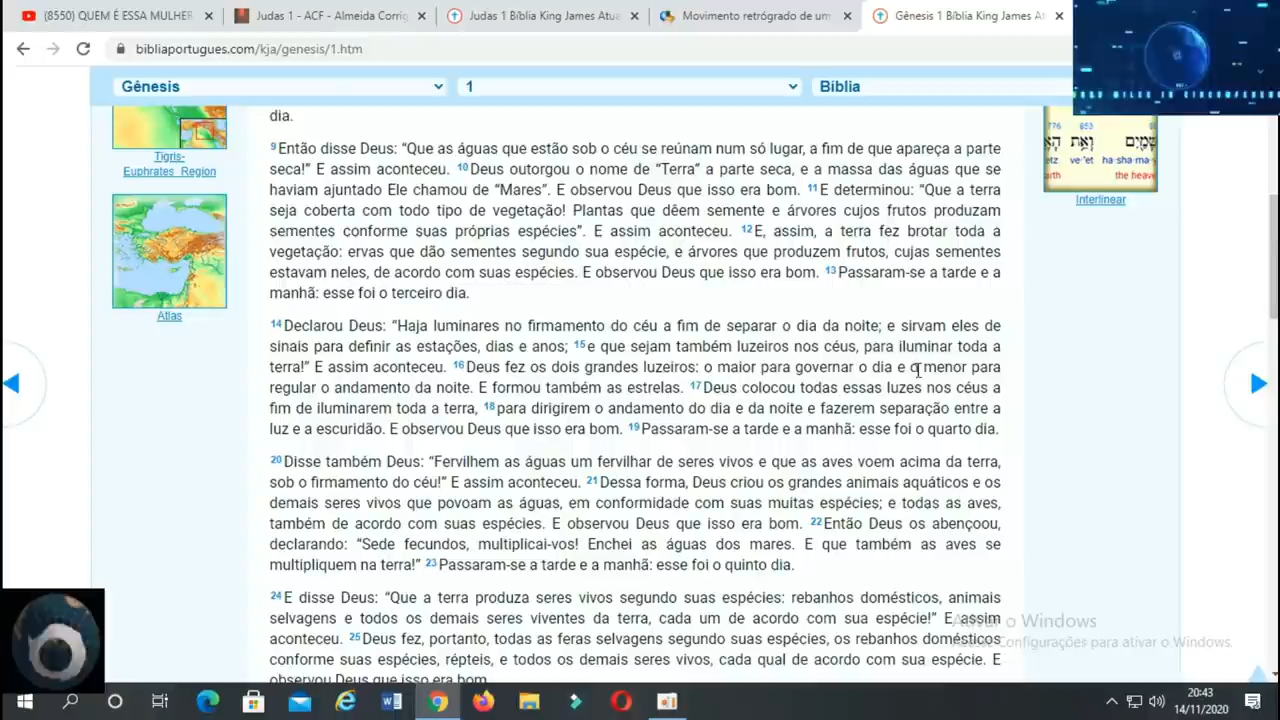 (8550) QUEM É ESSA MULHER
Judas 1 - ACF - Almeida Corrig
Judas 1 Bíblia King James Atua
Movimento retrógrado de um
Gênesis 1 Bíblia King James At
bibliaportugues.com/kja/genesis/1.htm
Gênesis
1
Bíblia
dia.
9Então disse Deus: “Que as águas que estão sob o céu se reúnam num só lugar, a fim de que apareça a parte
seca!” E assim aconteceu. 10Deus outorgou o nome de “Terra” a parte seca, e a massa das águas que se
haviam ajuntado Ele chamou de “Mares”. E observou Deus que isso era bom. 11E determinou: “Que a terra
seja coberta com todo tipo de vegetação! Plantas que dêem semente e árvores cujos frutos produzam
sementes conforme suas próprias espécies”. E assim aconteceu. 12E, assim, a terra fez brotar toda a
vegetação: ervas que dão sementes segundo sua espécie, e árvores que produzem frutos, cujas sementes
estavam neles, de acordo com suas espécies. E observou Deus que isso era bom. 13Passaram-se a tarde e a
manhã: esse foi o terceiro dia.
14Declarou Deus: “Haja luminares no firmamento do céu a fim de separar o dia da noite; e sirvam eles de
sinais para definir as estações, dias e anos; 15e que sejam também luzeiros nos céus, para iluminar toda a
terra!” E assim aconteceu. 16Deus fez os dois grandes luzeiros: o maior para governar o dia e o menor para
regular o andamento da noite. E formou também as estrelas. 17Deus colocou todas essas luzes nos céus a
fim de iluminarem toda a terra, 18para dirigirem o andamento do dia e da noite e fazerem separação entre a
luz e a escuridão. E observou Deus que isso era bom. 19Passaram-se a tarde e a manhã: esse foi o quarto dia.
20Disse também Deus: “Fervilhem as águas um fervilhar de seres vivos e que as aves voem acima da terra,
sob o firmamento do céu!” E assim aconteceu. 21Dessa forma, Deus criou os grandes animais aquáticos e os
demais seres vivos que povoam as águas, em conformidade com suas muitas espécies; e todas as aves,
também de acordo com suas espécies. E observou Deus que isso era bom. 22Então Deus os abençoou,
declarando: “Sede fecundos, multiplicai-vos! Enchei as águas dos mares. E que também as aves se
multipliquem na terra!” 23Passaram-se a tarde e a manhã: esse foi o quinto dia.
24E disse Deus: “Que a terra produza seres vivos segundo suas espécies: rebanhos domésticos, animais
selvagens e todos os demais seres viventes da terra, cada um de acordo com sua espécie!” E assim
aconteceu. 25Deus fez, portanto, todas as feras selvagens segundo suas espécies, os rebanhos domésticos
conforme suas espécies, répteis, e todos os demais seres vivos, cada qual de acordo com sua espécie. E
observou Deus que isso era bom.
Tigris-
Euphrates Region
Atlas
776 853
וְאֵ֥ת
etz ve·'et ha·sha·ma·
arth the heave
Interlinear
Ativar o Windows
Acesse Configurações para ativar o Windows.
20:43
14/11/2020